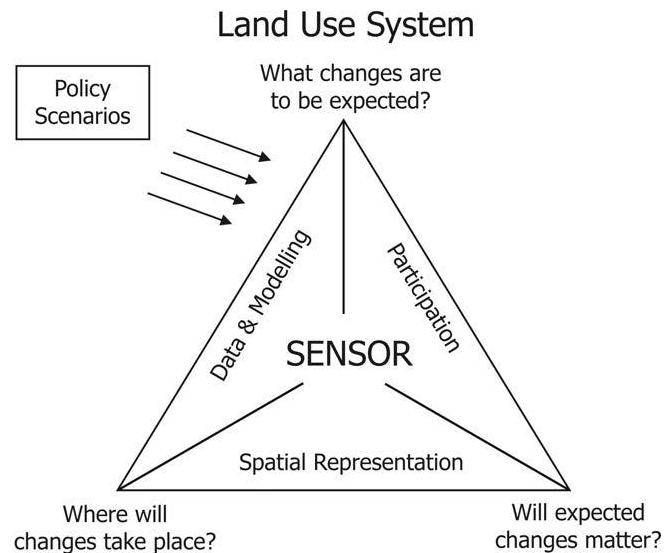 Land Use System
What changes are
to be expected?
Policy
Scenarios
Data & Modelling
Participation
SENSOR
Spatial Representation
Where will
changes take place?
Will expected
changes matter?